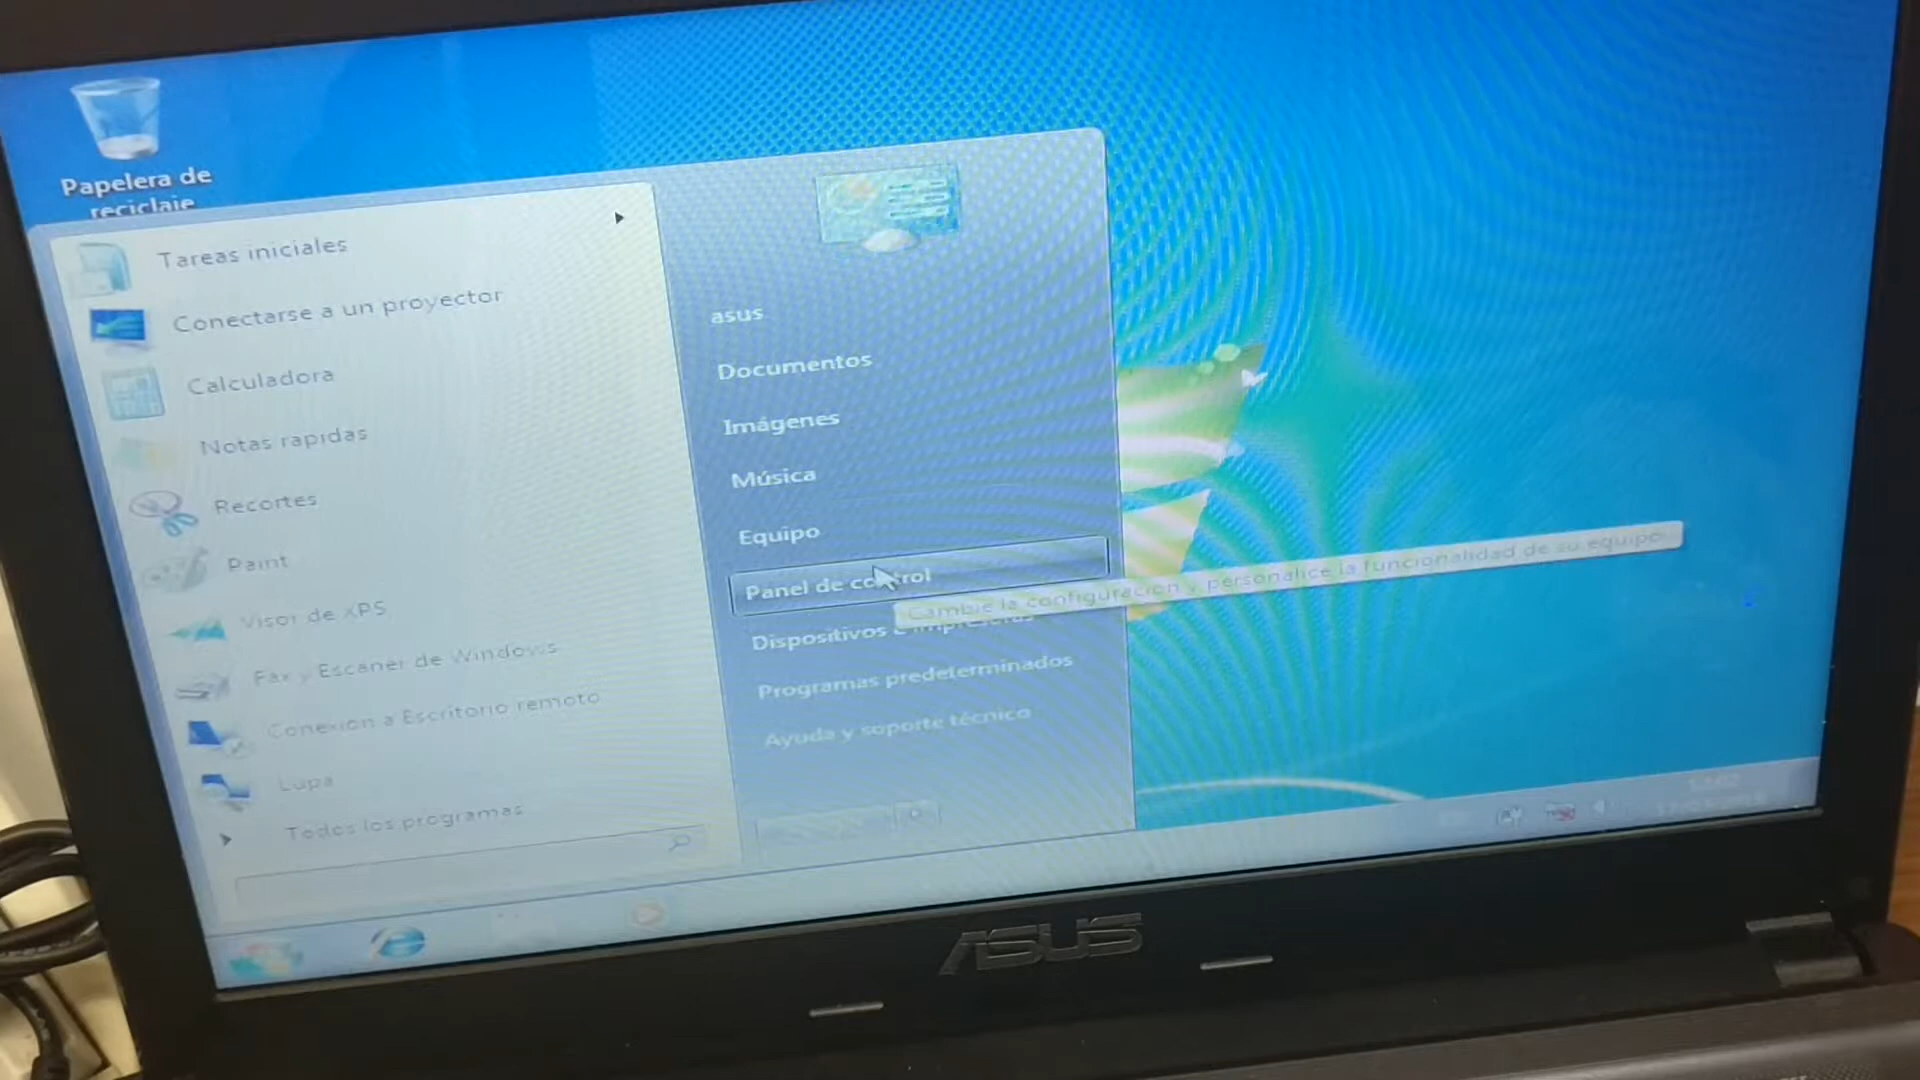 Papelera de
reciclaje
Tareas iniciales
Conectarse a un proyector
Calculadora
Notas rápidas
Recortes
Paint
Visor de XPS
Fax y Escáner de Windows
Conexión a Escritorio remoto
Lupa
Todos los programas
asus
Documentos
Imágenes
Música
Equipo
Panel de control
Cambie la configuración y personalice la funcionalidad de su equipo.
Dispositivos e impresoras
Programas predeterminados
Ayuda y soporte técnico
ASUS